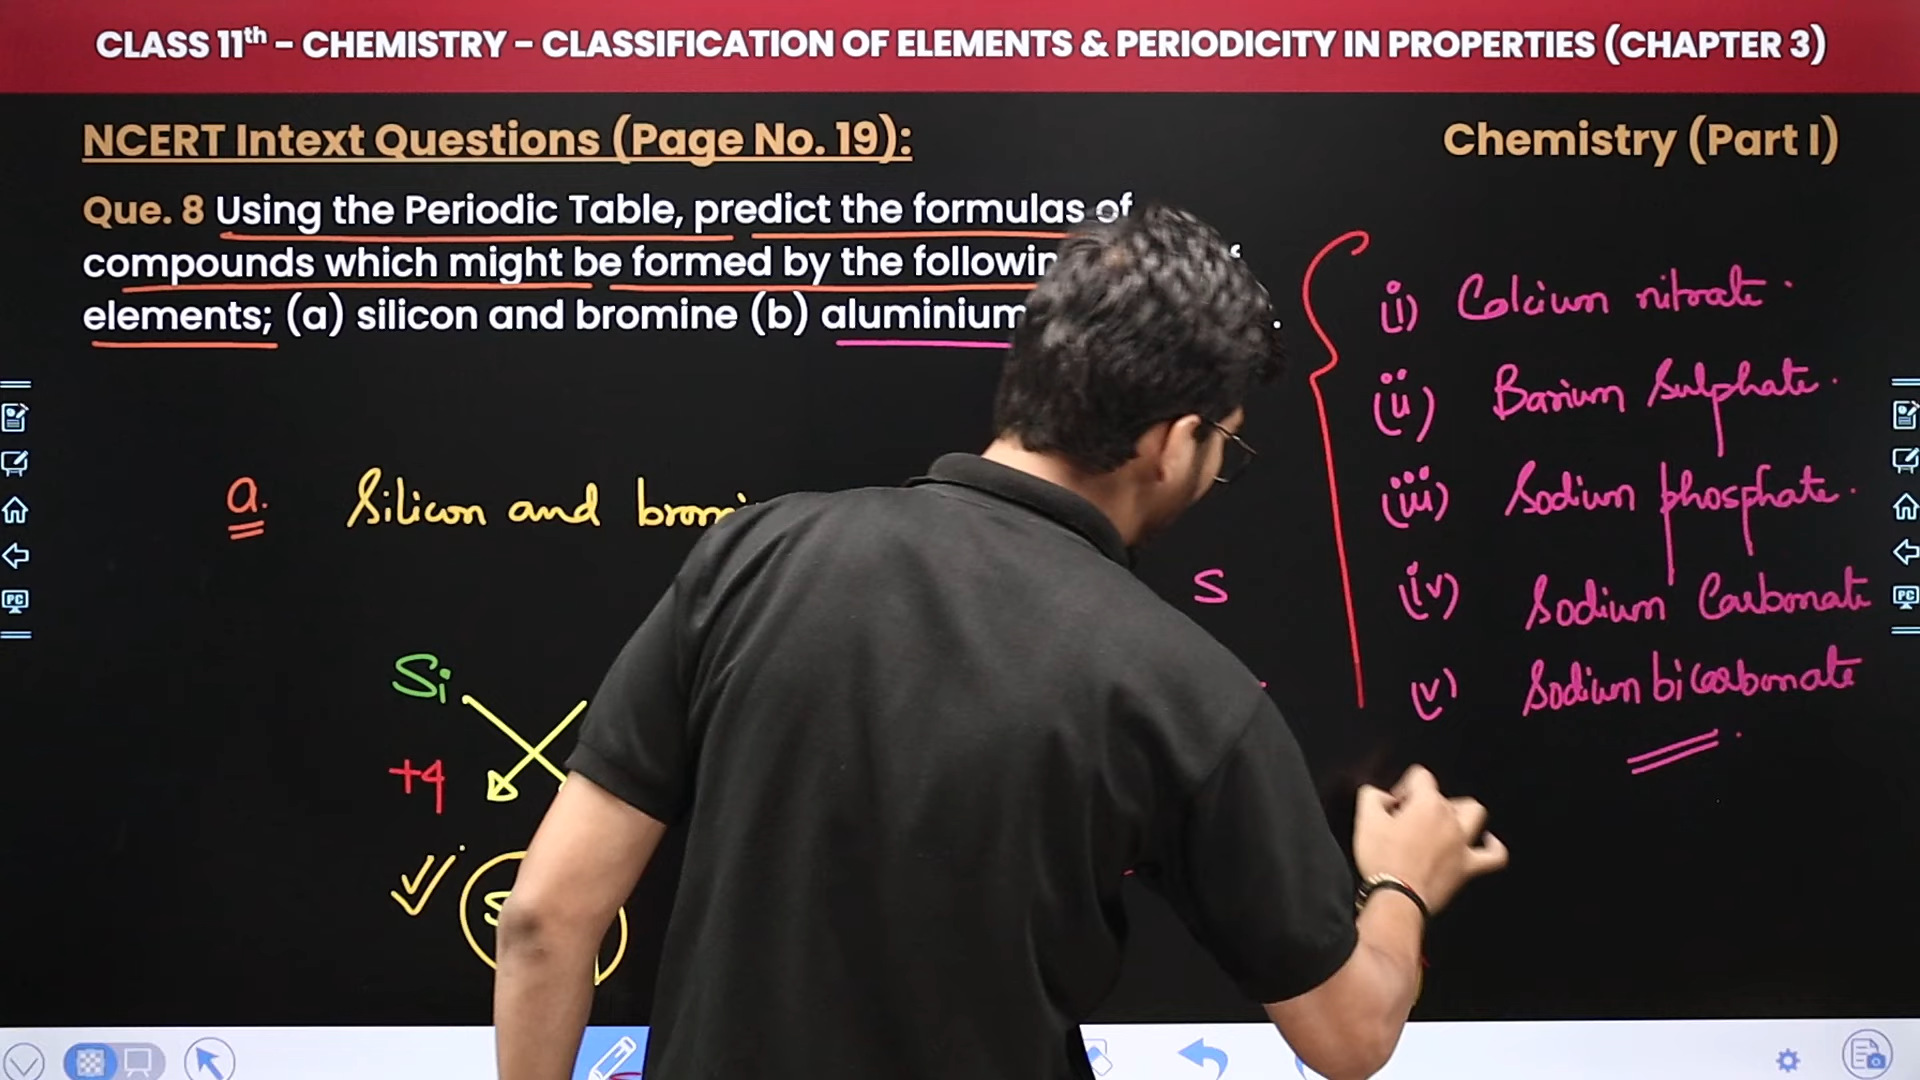 CLASS 11th - CHEMISTRY - CLASSIFICATION OF ELEMENTS & PERIODICITY IN PROPERTIES (CHAPTER 3)
NCERT Intext Questions (Page No. 19):
Chemistry (Part I)
Que. 8 Using the Periodic Table, predict the formulas of
compounds which might be formed by the
elements; (a) silicon and bromine (b) aluminium
(i) Calcium nitrate.
(ii) Barium Sulphate.
(iii) Sodium phosphate.
(iv) Sodium Carbonate
(v) Sodium bicarbonate
a. Silicon and
S
Si
+4
PC
PC